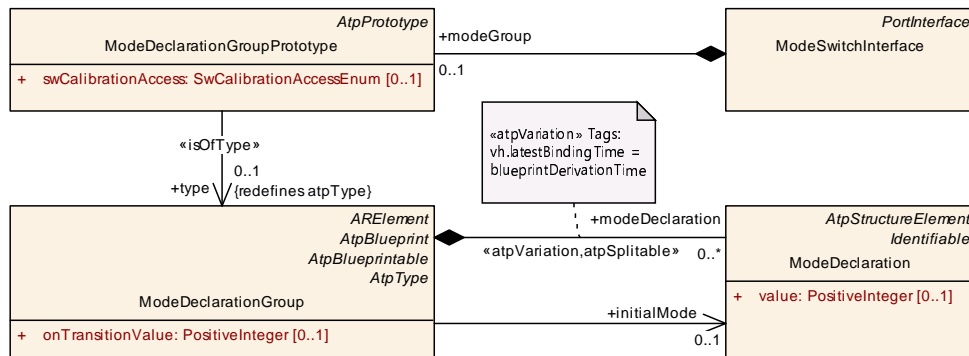 AtpPrototype
ModeDeclarationGroupPrototype
+ swCalibrationAccess: SwCalibrationAccessEnum [0..1]
+modeGroup
0..1
PortInterface
ModeSwitchInterface
«atpVariation» Tags:
vh.latestBindingTime =
blueprintDerivationTime
«isOfType»
0..1
+type
{redefines atpType}
ARElement
AtpBlueprint
AtpBlueprintable
AtpType
ModeDeclarationGroup
+ onTransitionValue: PositiveInteger [0..1]
+modeDeclaration
«atpVariation,atpSplitable»
0..*
+initialMode
0..1
AtpStructureElement
Identifiable
ModeDeclaration
+ value: PositiveInteger [0..1]